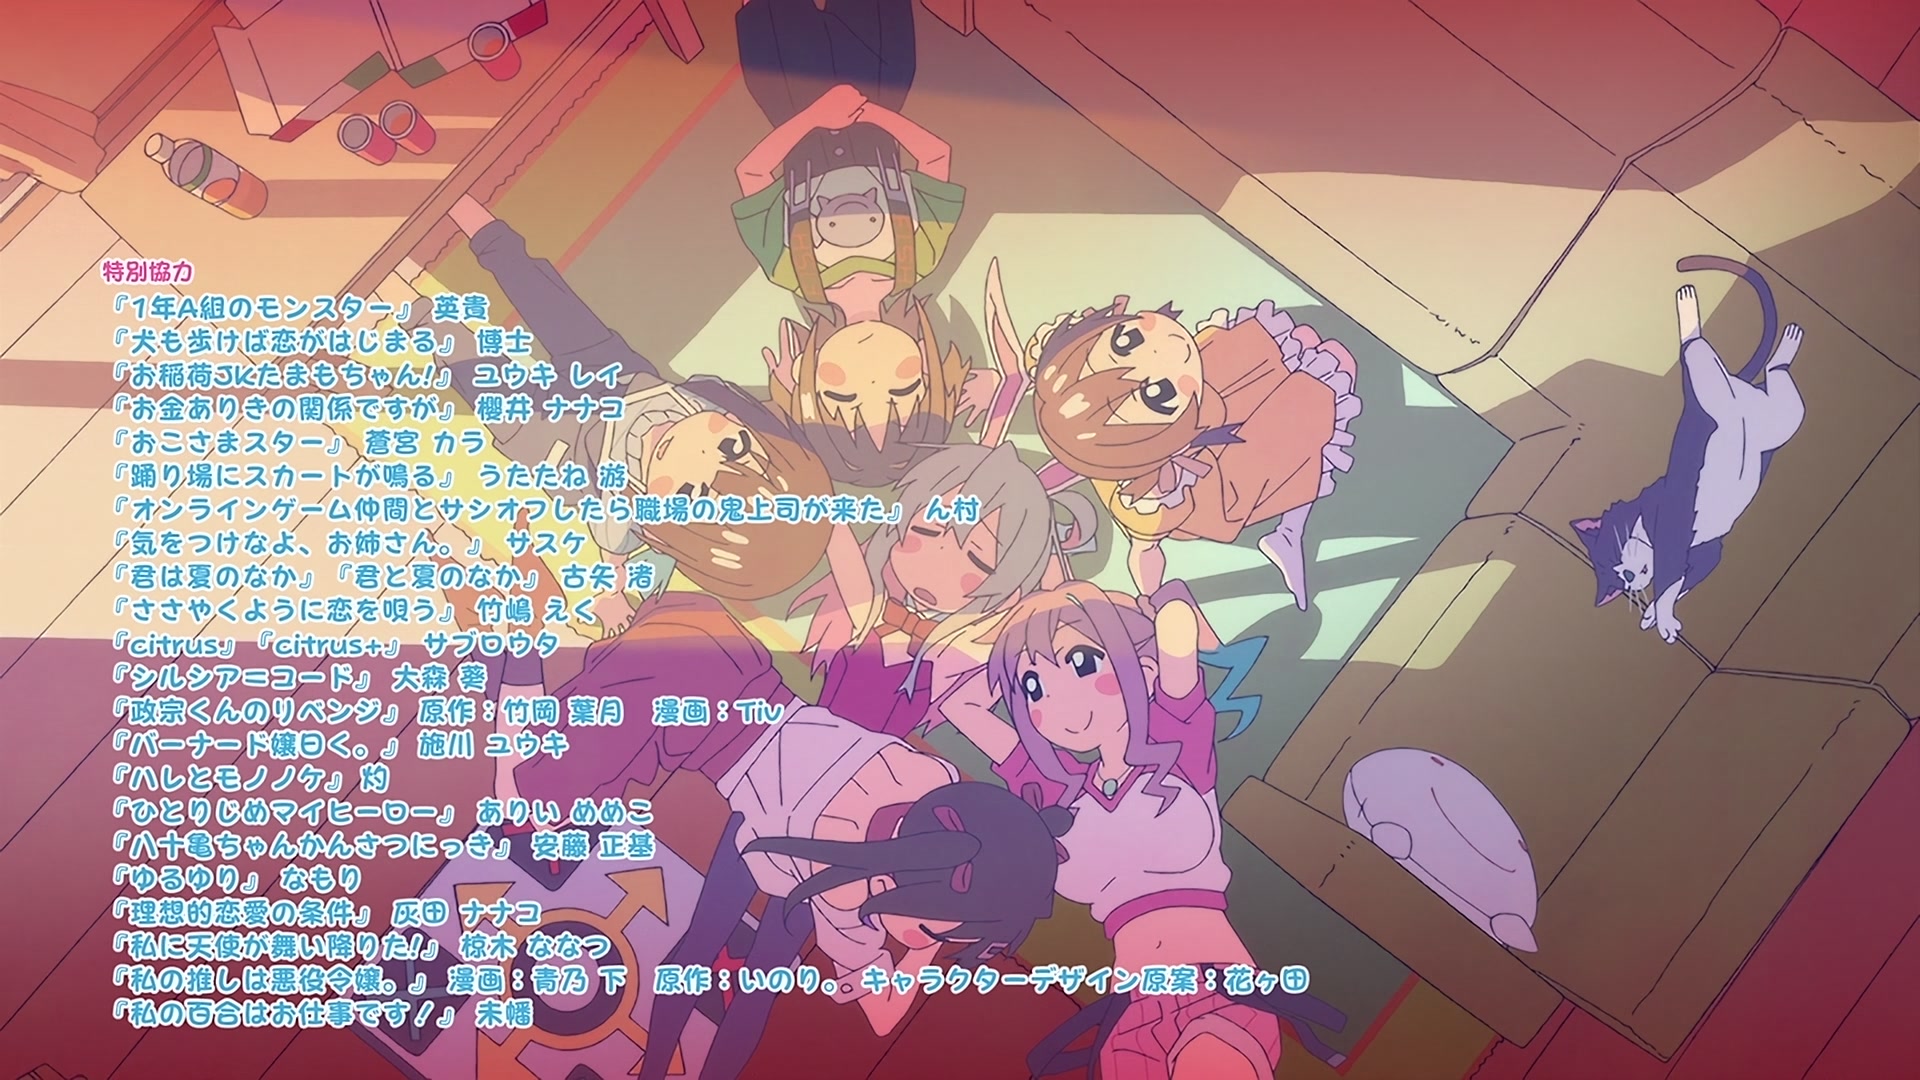 特別協力
『1年A組のモンスター』 英貴
『犬も歩けば恋がはじまる』 博士
『お稲荷JKたまもちゃん!』 ユウキ レイ
『お金ありきの関係ですが』 櫻井 ナナコ
『おこさまスター』 蒼宮 カラ
『踊り場にスカートが鳴る』 うたたね 游
『オンラインゲーム仲間とサシオフしたら職場の鬼上司が来た』 ん村
『気をつけなよ、お姉さん。』 サスケ
『君は夏のなか』『君と夏のなか』 古矢 渚
『ささやくように恋を唄う』 竹嶋 えく
『citrus』『citrus+』 サブロウタ
『シルシア=コード』 大森 葵
『政宗くんのリベンジ』 原作：竹岡 葉月　漫画：Tiv
『バーナード嬢曰く。』 施川 ユウキ
『ハレとモノノケ』 灼
『ひとりじめマイヒーロー』 ありい めめこ
『八十亀ちゃんかんさつにっき』 安藤 正基
『ゆるゆり』 なもり
『理想的恋愛の条件』 灰田 ナナコ
『私に天使が舞い降りた!』 椋木 ななつ
『私の推しは悪役令嬢。』 漫画：青乃 下　原作：いのり。 キャラクターデザイン原案：花ヶ田
『私の百合はお仕事です！』 未幡